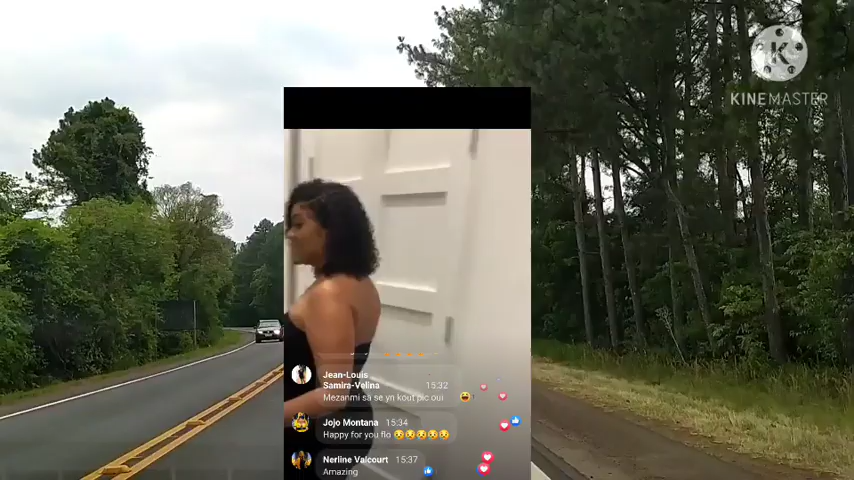 K
KINEMASTER
Jean-Louis
Samira-Velina 15:32
Mezanmi sa se yn kout pic oui
Jojo Montana 15:34
Happy for you flo 😢😢😢😢😢
Nerline Valcourt 15:37
Amazing